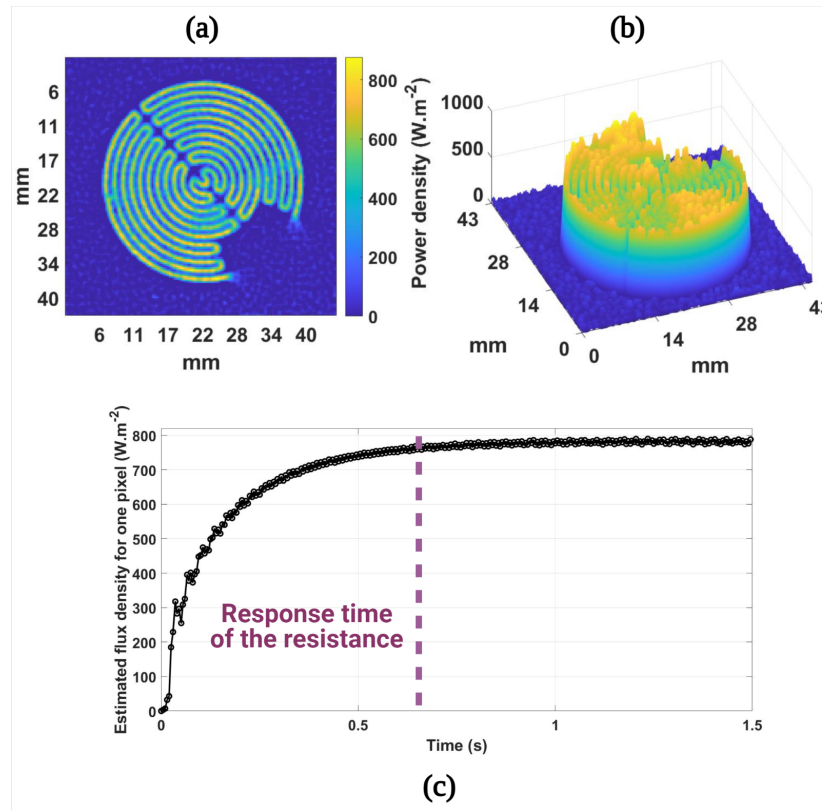 (a)
6
11
17
22
28
34
40
mm
6 11 17 22 28 34 40
mm
800
600
400
200
0
Power density (W.m-2)
(b)
1000
500
0
43
28
14
0
mm
0
14
28
43
mm
Estimated flux density for one pixel (W.m-2)
800
700
600
500
400
300
200
100
0
Response time
of the resistance
0 0.5 1 1.5
Time (s)
(c)